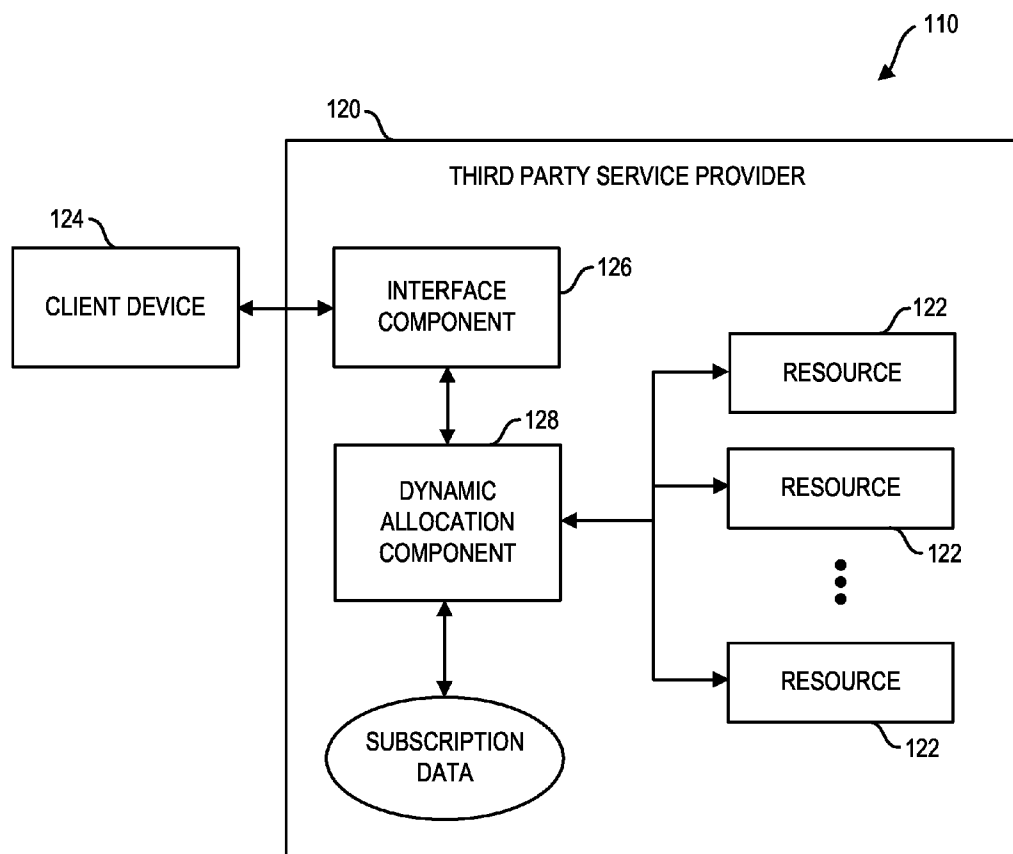 110
120
THIRD PARTY SERVICE PROVIDER
124
CLIENT DEVICE
INTERFACE
COMPONENT
126
122
RESOURCE
128
DYNAMIC
ALLOCATION
COMPONENT
RESOURCE
122
RESOURCE
122
SUBSCRIPTION
DATA